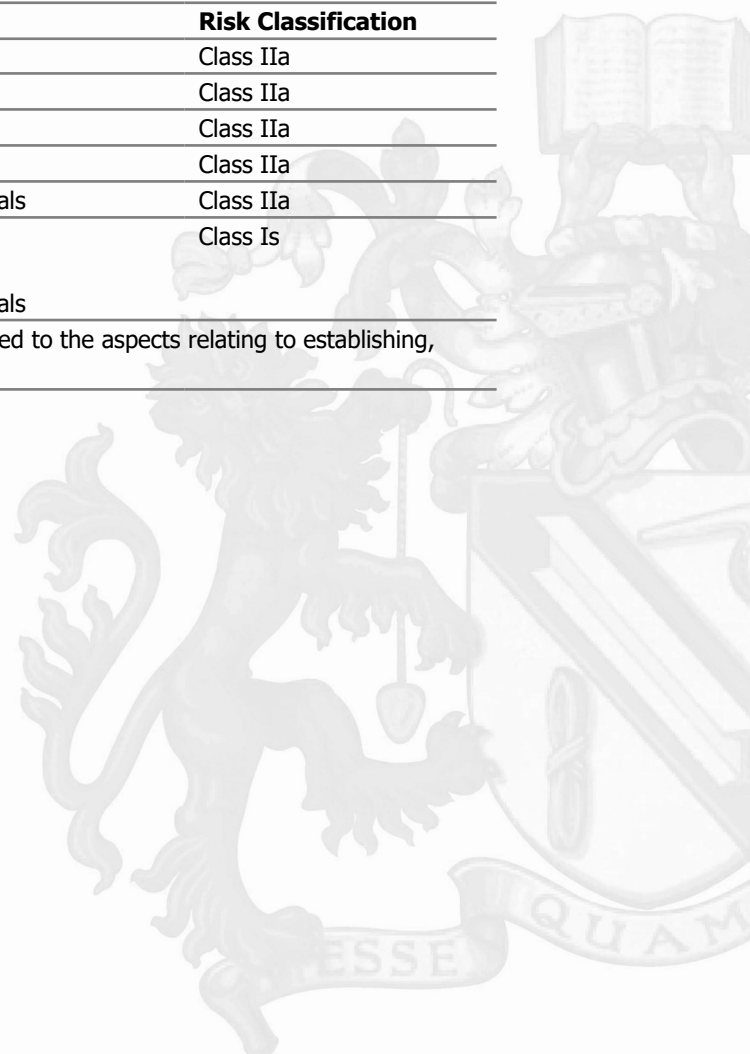 Risk Classification
Class IIa
Class IIa
Class IIa
Class IIa
als Class IIa
Class Is
als
ed to the aspects relating to establishing,
ESSE QUAM